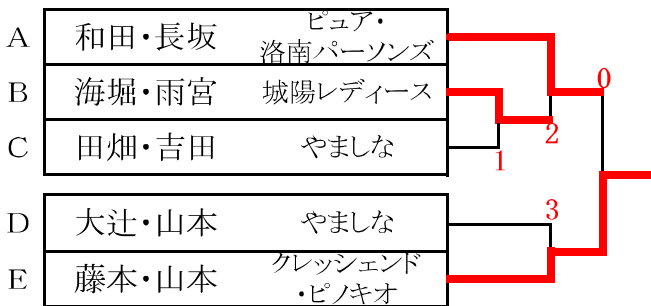 A 和田・長坂 ピュア・
洛南パーソンズ
0
B 海堀・雨宮 城陽レディース
2
C 田畑・吉田 やましな
1
D 大辻・山本 やましな
3
E 藤本・山本 クレッシェンド
・ピノキオ